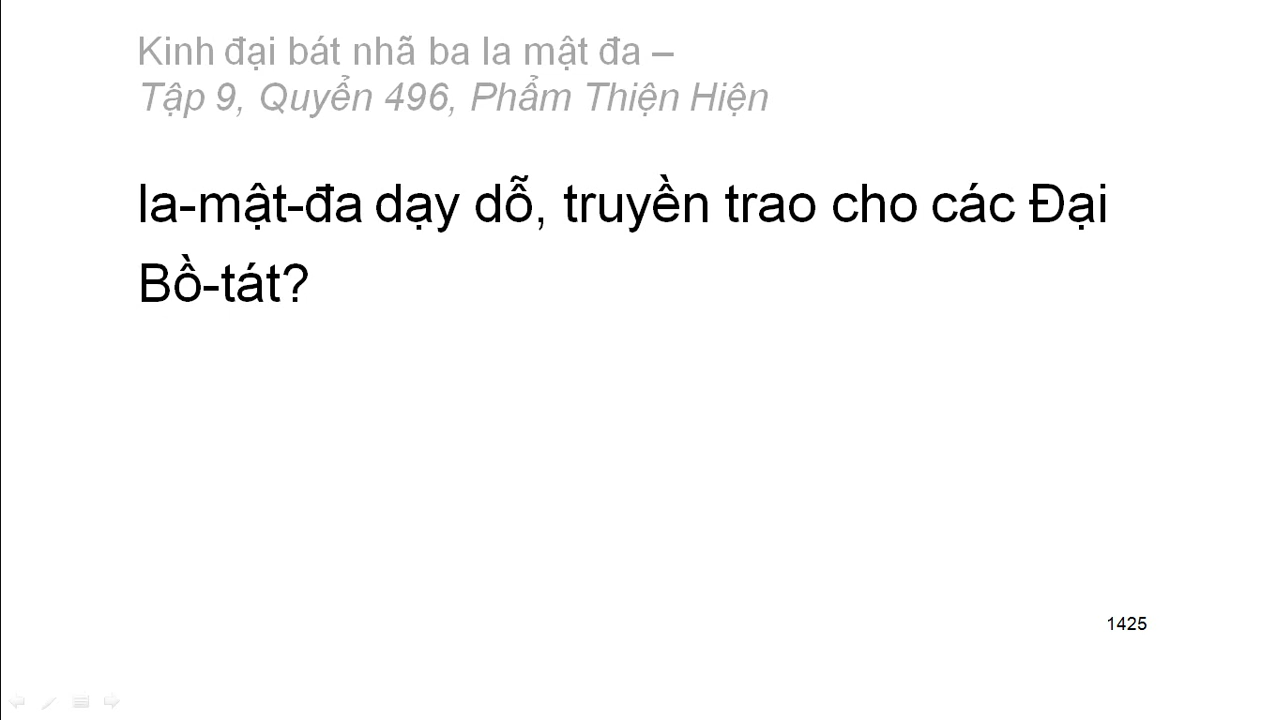 Kinh đại bát nhã ba la mật đa –
Tập 9, Quyển 496, Phẩm Thiện Hiện
la-mật-đa dạy dỗ, truyền trao cho các Đại
Bồ-tát?
1425